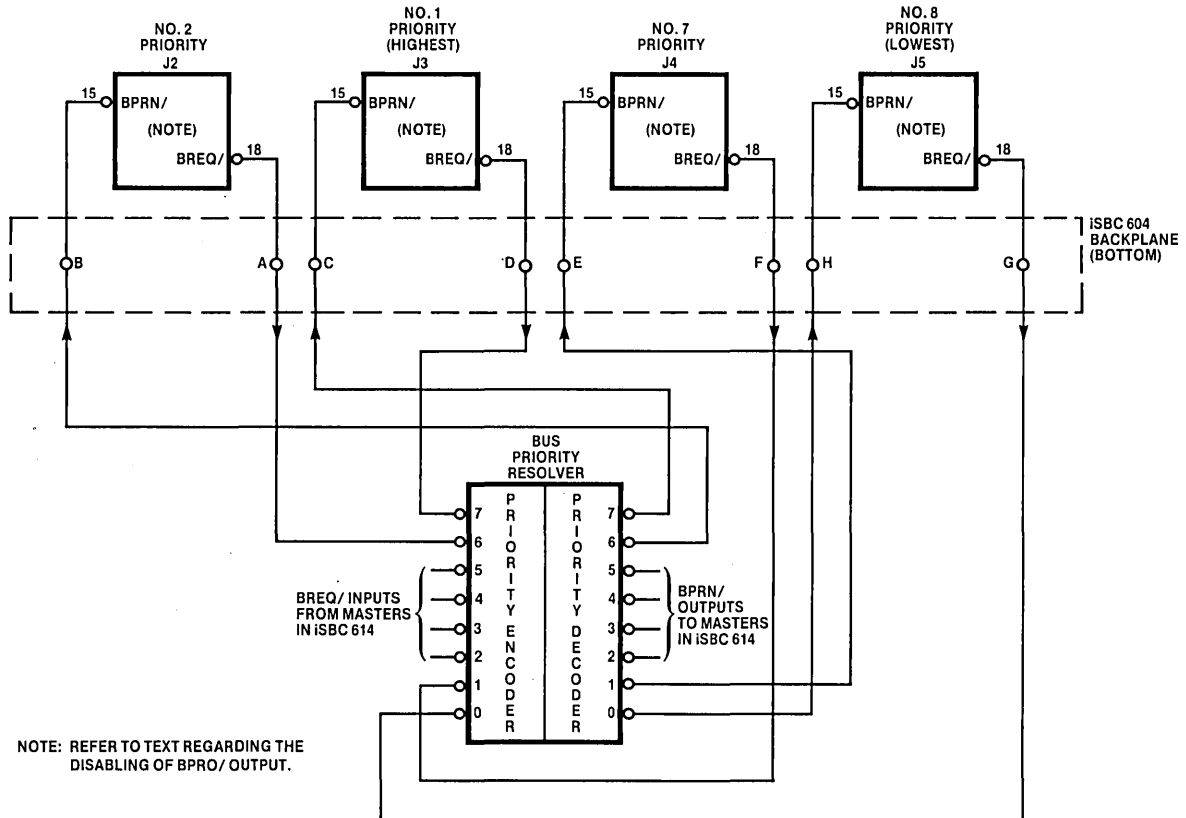 NO. 2
PRIORITY
J2
NO. 1
PRIORITY
(HIGHEST)
J3
NO. 7
PRIORITY
J4
NO. 8
PRIORITY
(LOWEST)
J5
15
BPRN/
(NOTE)
BREQ/
18
15
BPRN/
(NOTE)
BREQ/
18
15
BPRN/
(NOTE)
BREQ/
18
15
BPRN/
(NOTE)
BREQ/
18
B
A
C
D
E
F
H
G
iSBC 604
BACKPLANE
(BOTTOM)
BUS
PRIORITY
RESOLVER
PRIORITY ENCODER
PRIORITY DECODER
7
6
5
4
3
2
1
0
7
6
5
4
3
2
1
0
BREQ/ INPUTS
FROM MASTERS
IN iSBC 614
BPRN/
OUTPUTS
TO MASTERS
IN iSBC 614
NOTE: REFER TO TEXT REGARDING THE
DISABLING OF BPRO/ OUTPUT.